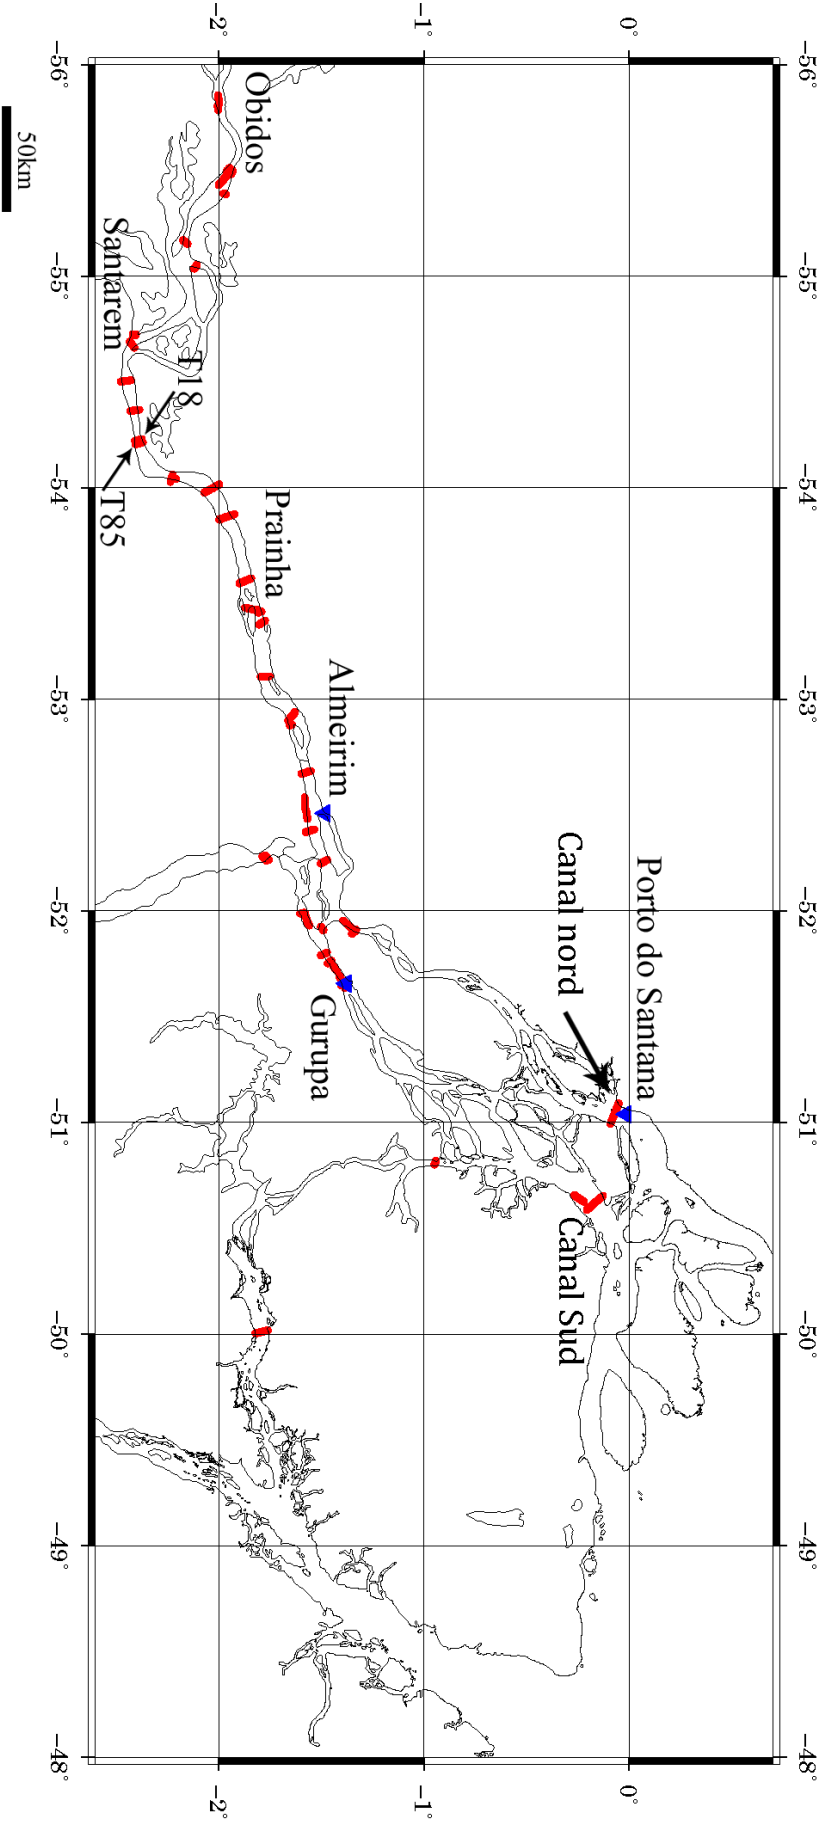 −56°
−55°
−54°
−53°
−52°
−51°
−50°
−49°
−48°
0°
0°
−1°
−1°
−2°
−2°
Porto do Santana
Canal nord
Canal Sud
Almeirim
Gurupa
Prainha
Obidos
T18
Santarem
T85
50km
−56°
−55°
−54°
−53°
−52°
−51°
−50°
−49°
−48°